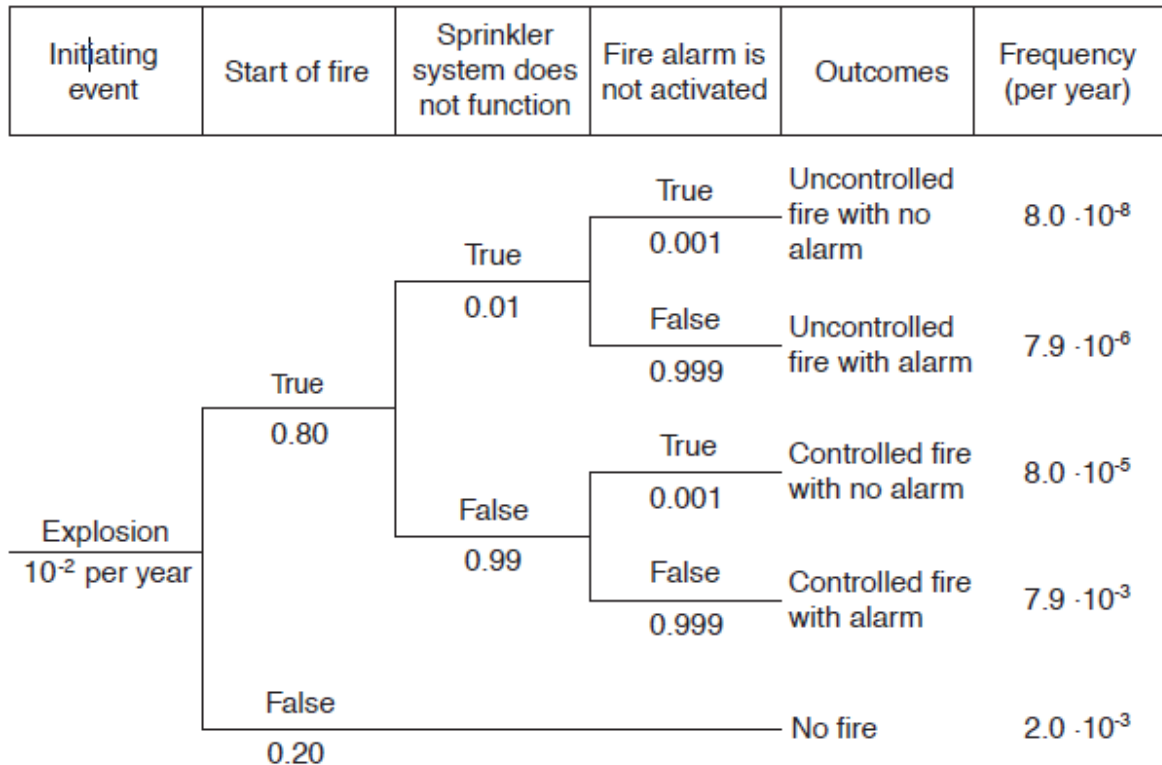 Initiating
event
Start of fire
Sprinkler
system does
not function
Fire alarm is
not activated
Outcomes
Frequency
(per year)
True
0.001
Uncontrolled
fire with no
alarm
8.0 ·10⁻⁸
True
0.01
False
0.999
Uncontrolled
fire with alarm
7.9 ·10⁻⁶
True
0.80
True
0.001
Controlled fire
with no alarm
8.0 ·10⁻⁵
False
0.99
Explosion
10⁻² per year
False
0.999
Controlled fire
with alarm
7.9 ·10⁻³
False
0.20
No fire
2.0 ·10⁻³